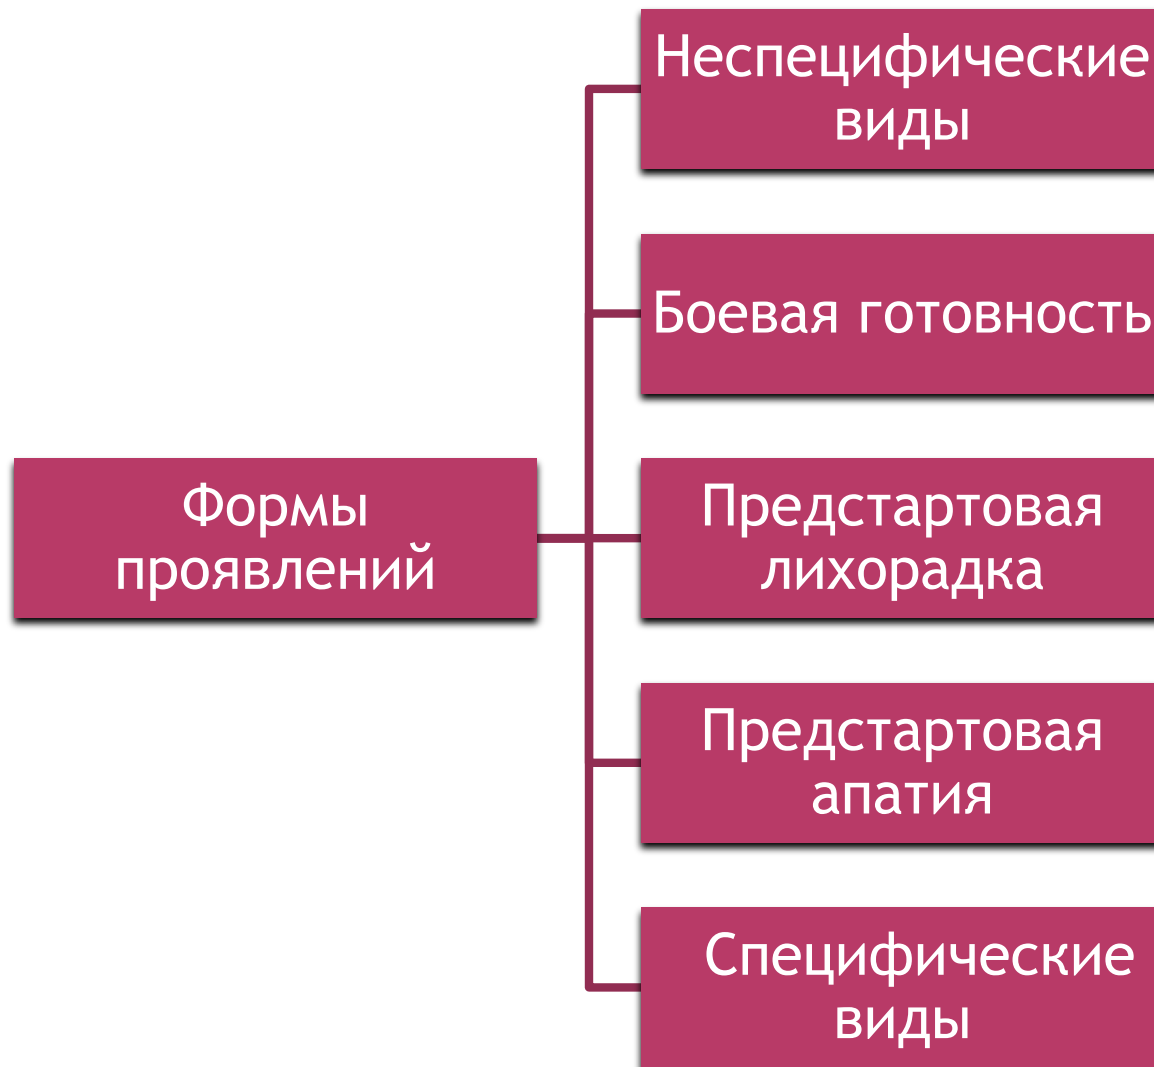 Неспецифические
виды
Боевая готовность
Формы
проявлений
Предстартовая
лихорадка
Предстартовая
апатия
Специфические
виды